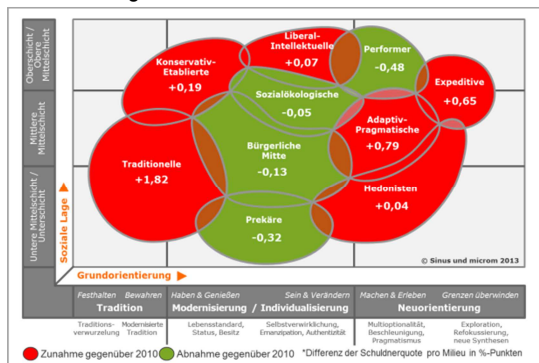 Oberschicht /
Obere
Mittelschicht
Mittlere
Mittelschicht
Untere Mittelschicht /
Unterschicht
Soziale Lage
Konservativ-
Etablierte
+0,19
Liberal-
Intellektuelle
+0,07
Performer
-0,48
Expeditive
+0,65
Sozialökologische
-0,05
Adaptiv-
Pragmatische
+0,79
Bürgerliche
Mitte
-0,13
Traditionelle
+1,82
Hedonisten
+0,04
Prekäre
-0,32
© Sinus und microm 2013
Grundorientierung
Festhalten Bewahren
Tradition
Haben & Genießen Sein & Verändern
Modernisierung / Individualisierung
Machen & Erleben Grenzen überwinden
Neuorientierung
Traditions-
verwurzelung
Modernisierte
Tradition
Lebensstandard,
Status, Besitz
Selbstverwirklichung,
Emanzipation, Authentizität
Multioptionalität,
Beschleunigung,
Pragmatismus
Exploration,
Refokussierung,
neue Synthesen
Zunahme gegenüber 2010
Abnahme gegenüber 2010
*Differenz der Schuldnerquote pro Milieu in %-Punkten